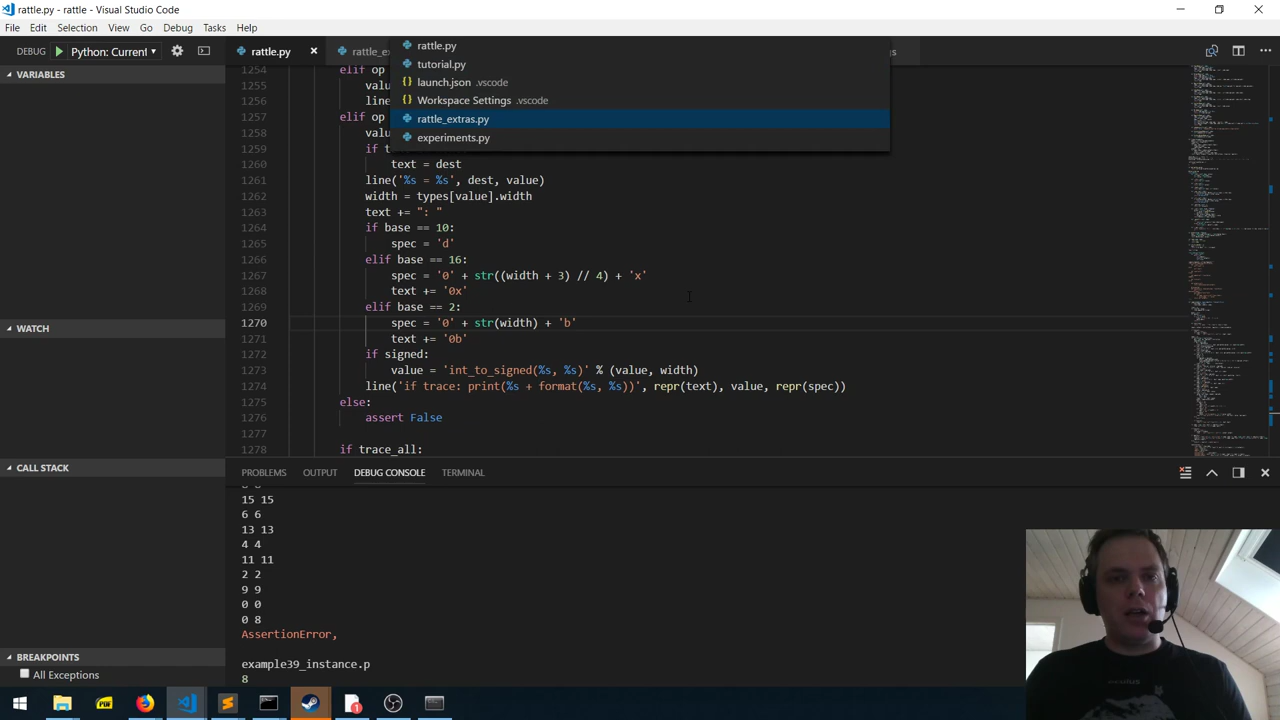 rattle.py - rattle - Visual Studio Code
File Edit Selection View Go Debug Tasks Help
DEBUG Python: Current
rattle.py
rattle_ex
rattle.py
tutorial.py
launch.json .vscode
Workspace Settings .vscode
rattle_extras.py
experiments.py
VARIABLES
WATCH
CALL STACK
BREAKPOINTS
All Exceptions
1254 elif op
1255 valu
1256 line
1257 elif op
1258 valu
1259 if t
1260 text = dest
1261 line('%s = %s', dest, value)
1262 width = types[value].width
1263 text += ": "
1264 if base == 10:
1265 spec = 'd'
1266 elif base == 16:
1267 spec = '0' + str((width + 3) // 4) + 'x'
1268 text += '0x'
1269 elif base == 2:
1270 spec = '0' + str(width) + 'b'
1271 text += '0b'
1272 if signed:
1273 value = 'int_to_signed(%s, %s)' % (value, width)
1274 line('if trace: print(%s + format(%s, %s))', repr(text), value, repr(spec))
1275 else:
1276 assert False
1277
1278 if trace_all:
PROBLEMS OUTPUT DEBUG CONSOLE TERMINAL
15 15
6 6
13 13
4 4
11 11
2 2
9 9
0 0
0 8
AssertionError,
example39_instance.p
8